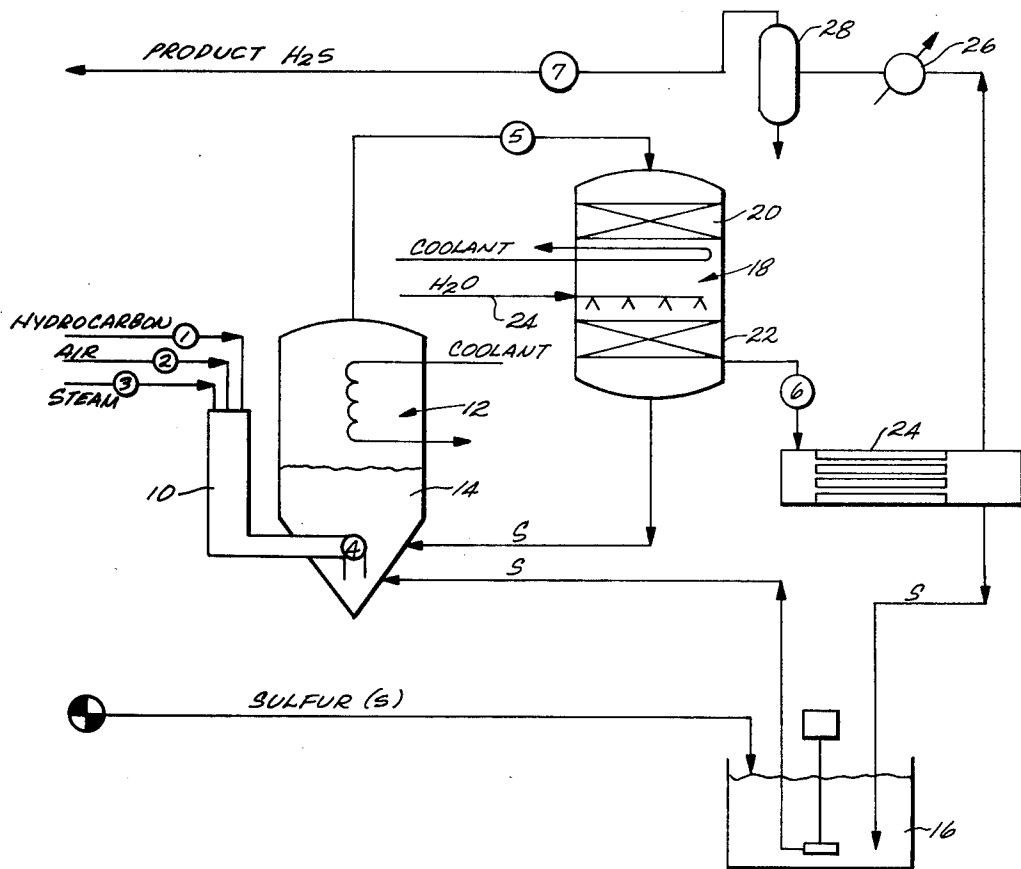 28
26
PRODUCT H2S
7
5
20
COOLANT
18
H2O
24
22
HYDROCARBON 1
AIR 2
3
STEAM
COOLANT
12
6
24
10
14
4
S
S
S
SULFUR (S)
16